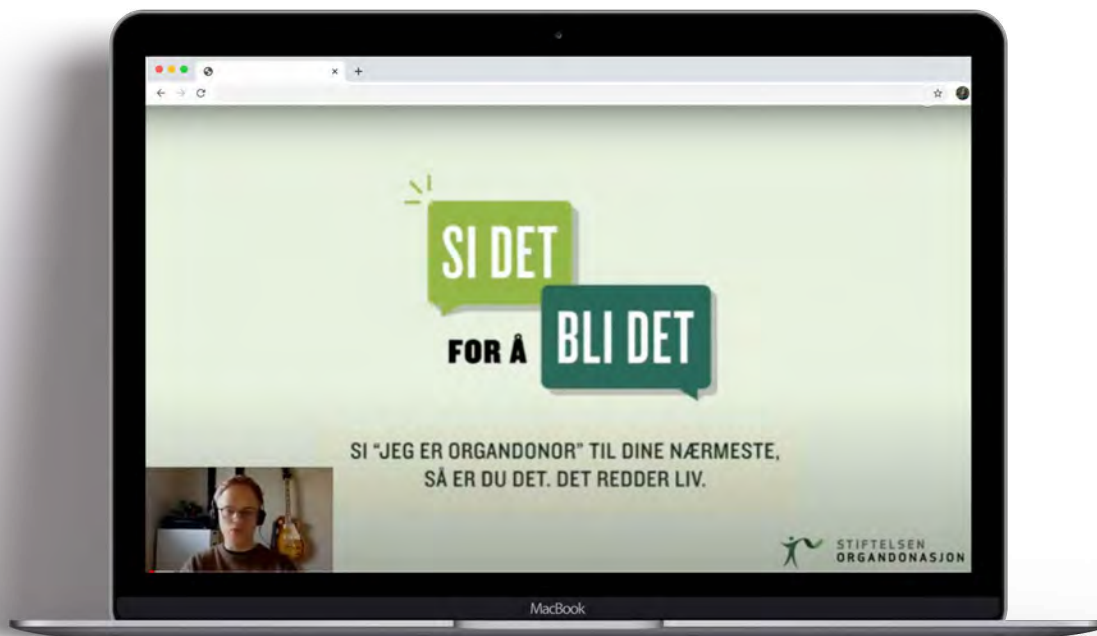 SI DET
FOR Å
BLI DET
SI "JEG ER ORGANDONOR" TIL DINE NÆRMESTE,
SÅ ER DU DET. DET REDDER LIV.
STIFTELSEN
ORGANDONASJON
MacBook